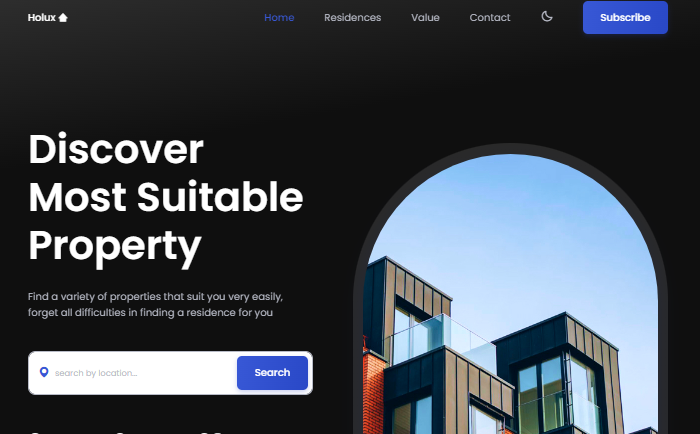 Holux
Home
Residences
Value
Contact
Subscribe
Discover
Most Suitable
Property
Find a variety of properties that suit you very easily,
forget all difficulties in finding a residence for you
search by location...
Search